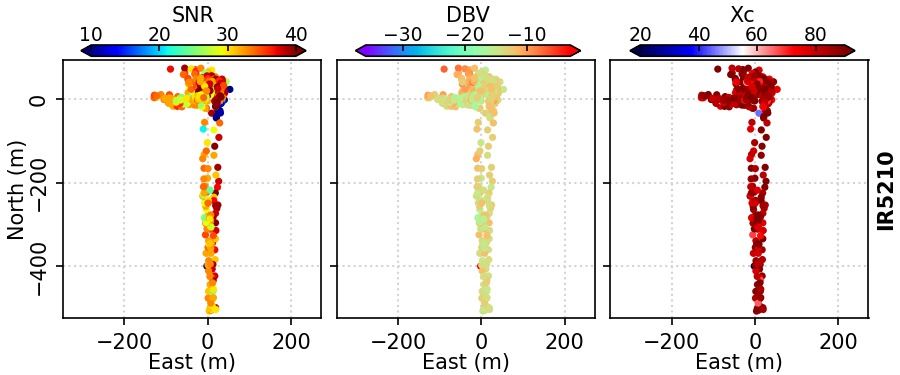 SNR DBV Xc
10 20 30 40 −30 −20 −10 20 40 60 80
0
−200
−400
North (m)
IR5210
−200 0 200 −200 0 200 −200 0 200
East (m) East (m) East (m)